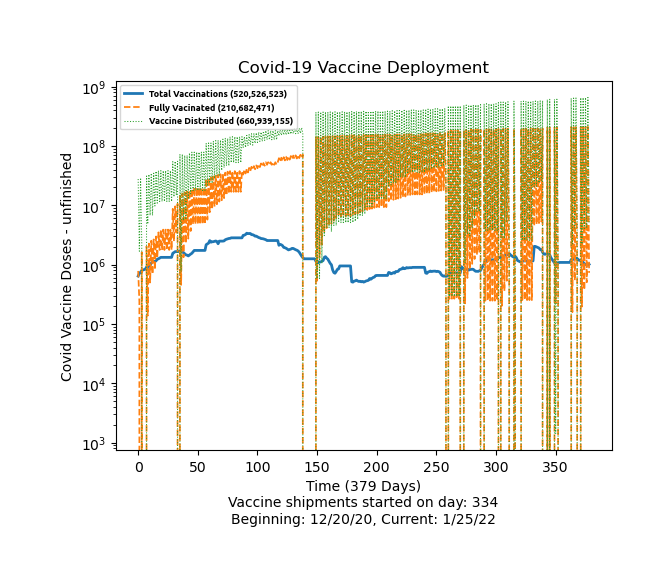 Covid-19 Vaccine Deployment
Total Vaccinations (520,526,523)
Fully Vacinated (210,682,471)
Vaccine Distributed (660,939,155)
Covid Vaccine Doses - unfinished
10⁹
10⁸
10⁷
10⁶
10⁵
10⁴
10³
0 50 100 150 200 250 300 350
Time (379 Days)
Vaccine shipments started on day: 334
Beginning: 12/20/20, Current: 1/25/22